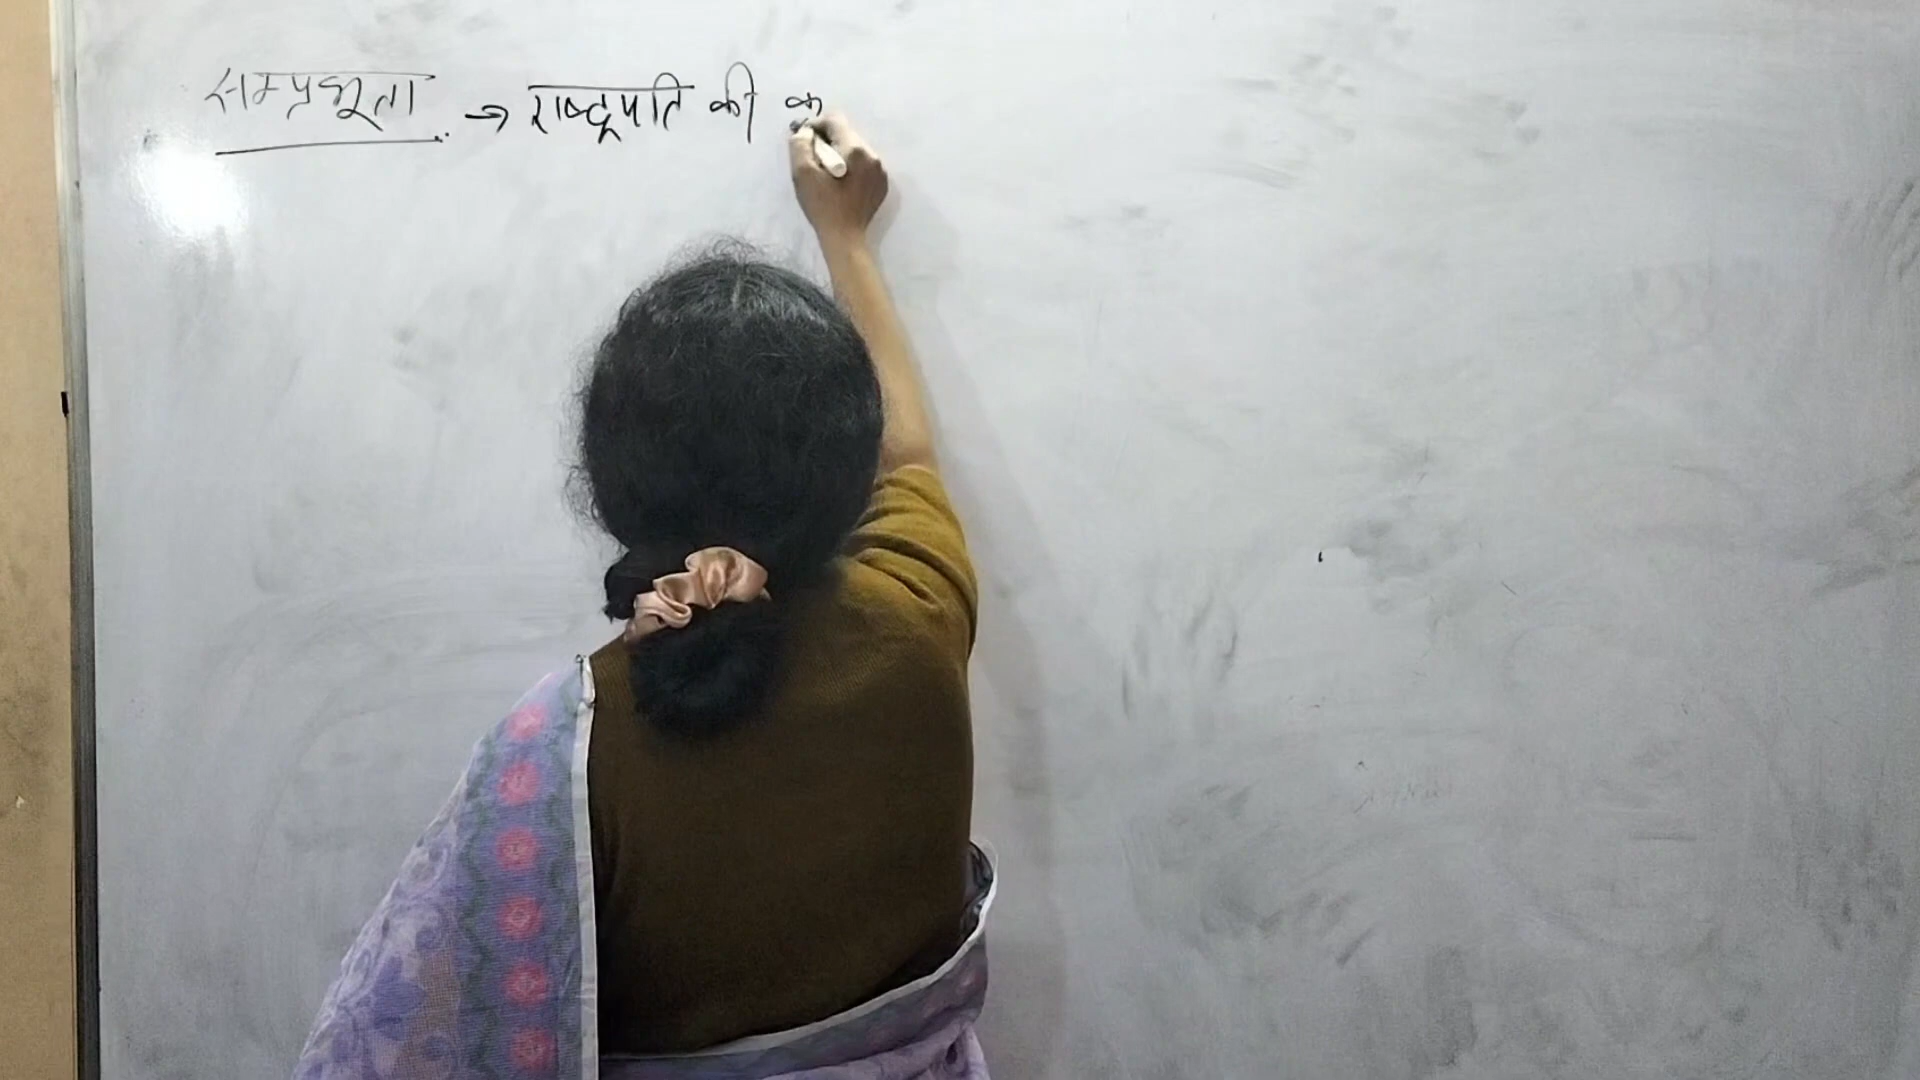 सम्प्रभूता → राष्ट्रपति की क